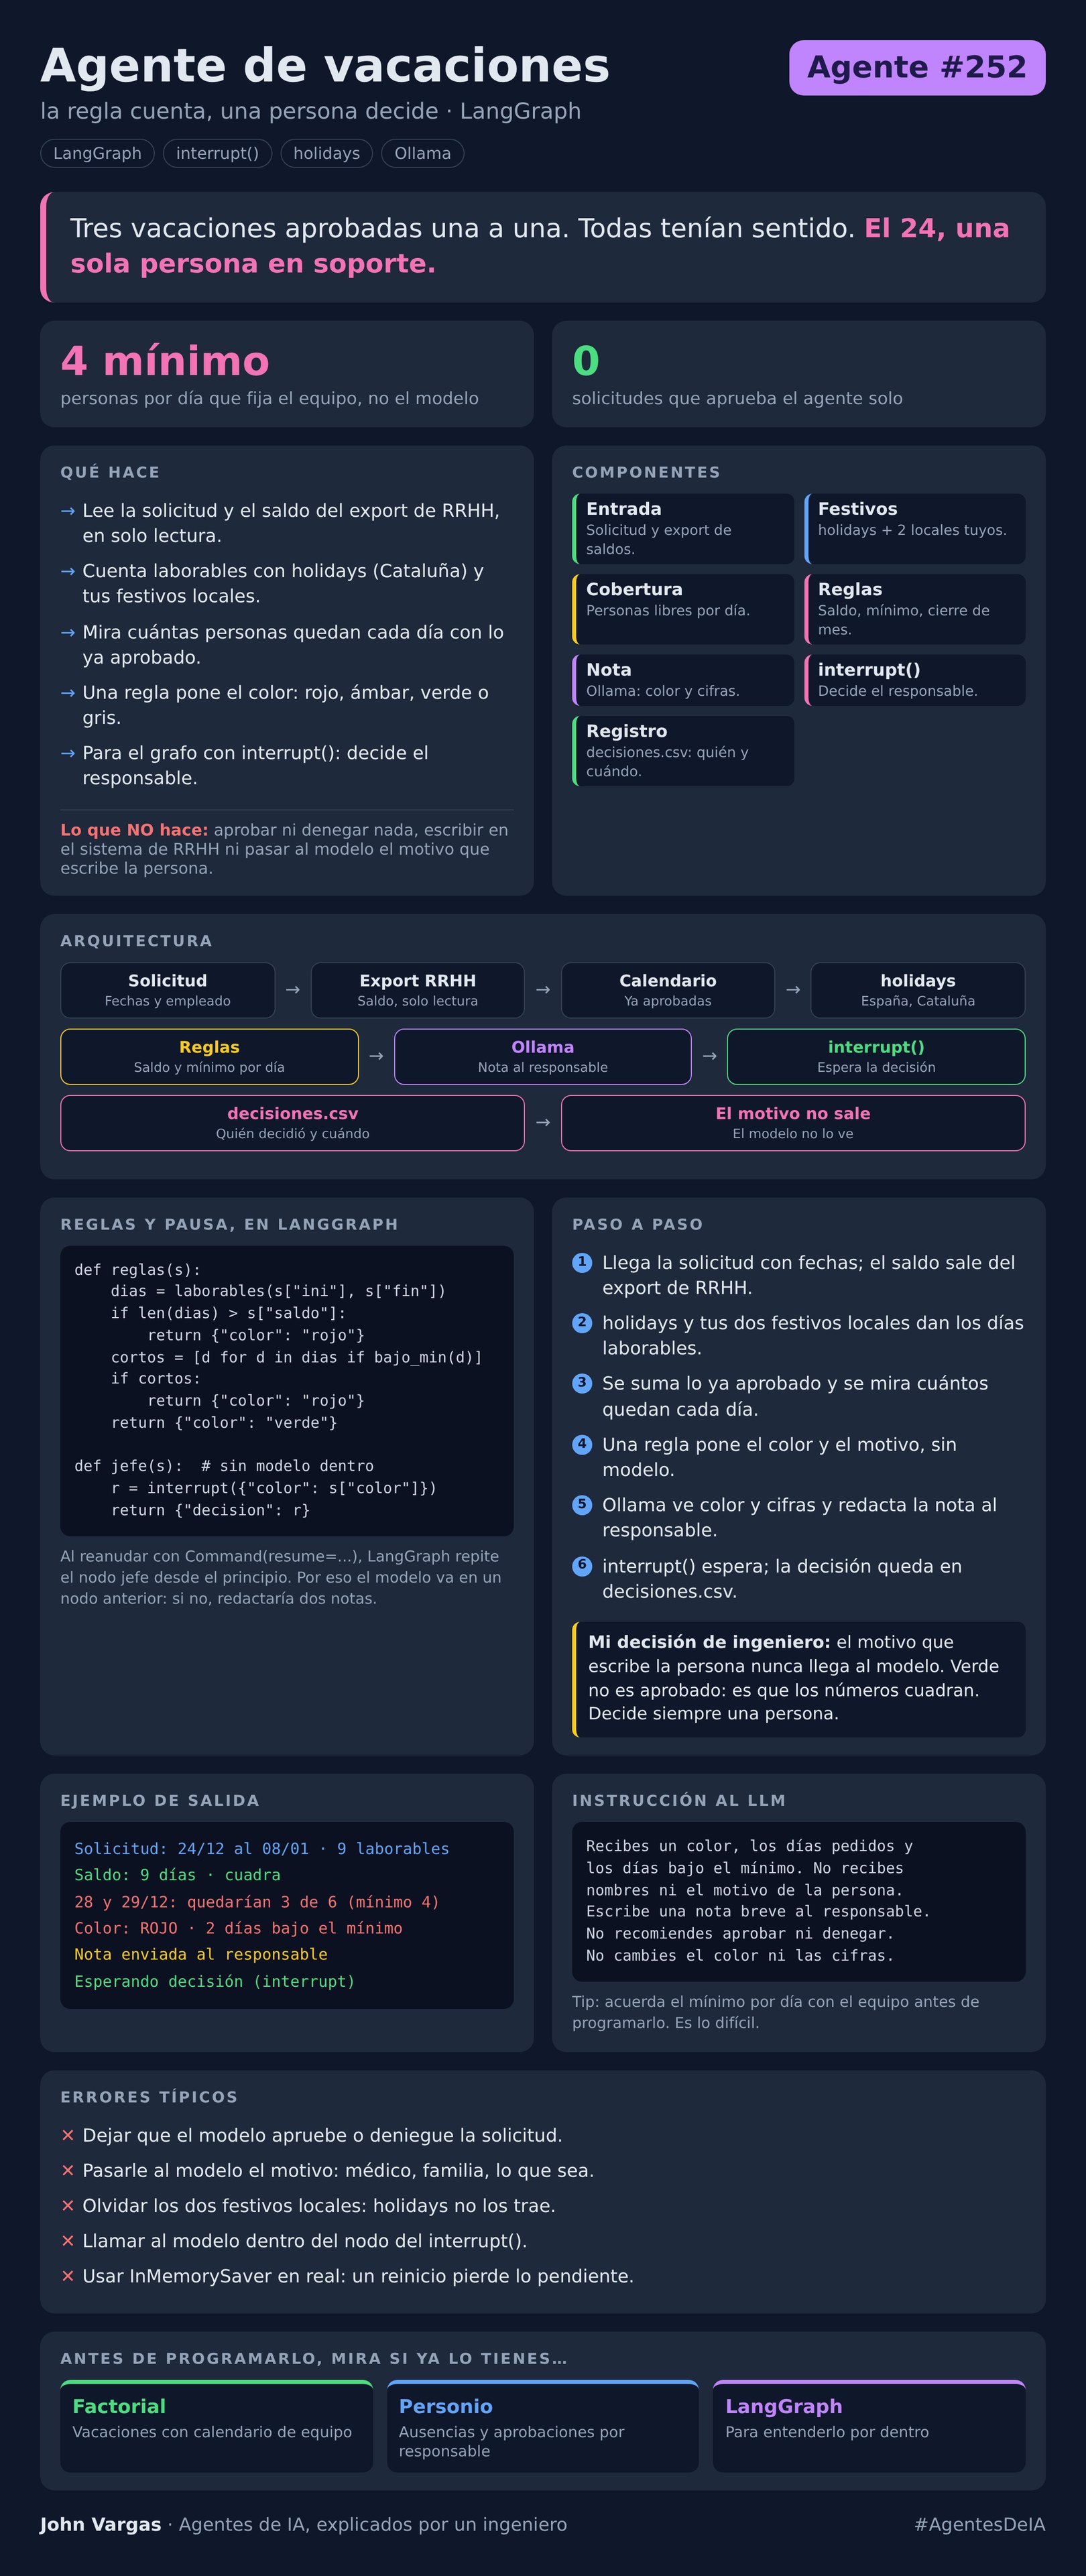 Agente de vacaciones
Agente #252
la regla cuenta, una persona decide · LangGraph
LangGraph
interrupt()
holidays
Ollama
Tres vacaciones aprobadas una a una. Todas tenían sentido. El 24, una
sola persona en soporte.
4 mínimo
personas por día que fija el equipo, no el modelo
0
solicitudes que aprueba el agente solo
QUÉ HACE
→ Lee la solicitud y el saldo del export de RRHH,
en solo lectura.
→ Cuenta laborables con holidays (Cataluña) y
tus festivos locales.
→ Mira cuántas personas quedan cada día con lo
ya aprobado.
→ Una regla pone el color: rojo, ámbar, verde o
gris.
→ Para el grafo con interrupt(): decide el
responsable.
Lo que NO hace: aprobar ni denegar nada, escribir en
el sistema de RRHH ni pasar al modelo el motivo que
escribe la persona.
COMPONENTES
Entrada
Solicitud y export de
saldos.
Festivos
holidays + 2 locales tuyos.
Cobertura
Personas libres por día.
Reglas
Saldo, mínimo, cierre de
mes.
Nota
Ollama: color y cifras.
interrupt()
Decide el responsable.
Registro
decisiones.csv: quién y
cuándo.
ARQUITECTURA
Solicitud
Fechas y empleado
→
Export RRHH
Saldo, solo lectura
→
Calendario
Ya aprobadas
→
holidays
España, Cataluña
Reglas
Saldo y mínimo por día
→
Ollama
Nota al responsable
→
interrupt()
Espera la decisión
decisiones.csv
Quién decidió y cuándo
→
El motivo no sale
El modelo no lo ve
REGLAS Y PAUSA, EN LANGGRAPH
def reglas(s):
    dias = laborables(s["ini"], s["fin"])
    if len(dias) > s["saldo"]:
        return {"color": "rojo"}
    cortos = [d for d in dias if bajo_min(d)]
    if cortos:
        return {"color": "rojo"}
    return {"color": "verde"}
def jefe(s):  # sin modelo dentro
    r = interrupt({"color": s["color"]})
    return {"decision": r}
Al reanudar con Command(resume=...), LangGraph repite
el nodo jefe desde el principio. Por eso el modelo va en un
nodo anterior: si no, redactaría dos notas.
PASO A PASO
1 Llega la solicitud con fechas; el saldo sale del
export de RRHH.
2 holidays y tus dos festivos locales dan los días
laborables.
3 Se suma lo ya aprobado y se mira cuántos
quedan cada día.
4 Una regla pone el color y el motivo, sin
modelo.
5 Ollama ve color y cifras y redacta la nota al
responsable.
6 interrupt() espera; la decisión queda en
decisiones.csv.
Mi decisión de ingeniero: el motivo que
escribe la persona nunca llega al modelo. Verde
no es aprobado: es que los números cuadran.
Decide siempre una persona.
EJEMPLO DE SALIDA
Solicitud: 24/12 al 08/01 · 9 laborables
Saldo: 9 días · cuadra
28 y 29/12: quedarían 3 de 6 (mínimo 4)
Color: ROJO · 2 días bajo el mínimo
Nota enviada al responsable
Esperando decisión (interrupt)
INSTRUCCIÓN AL LLM
Recibes un color, los días pedidos y
los días bajo el mínimo. No recibes
nombres ni el motivo de la persona.
Escribe una nota breve al responsable.
No recomiendes aprobar ni denegar.
No cambies el color ni las cifras.
Tip: acuerda el mínimo por día con el equipo antes de
programarlo. Es lo difícil.
ERRORES TÍPICOS
✕ Dejar que el modelo apruebe o deniegue la solicitud.
✕ Pasarle al modelo el motivo: médico, familia, lo que sea.
✕ Olvidar los dos festivos locales: holidays no los trae.
✕ Llamar al modelo dentro del nodo del interrupt().
✕ Usar InMemorySaver en real: un reinicio pierde lo pendiente.
ANTES DE PROGRAMARLO, MIRA SI YA LO TIENES…
Factorial
Vacaciones con calendario de equipo
Personio
Ausencias y aprobaciones por
responsable
LangGraph
Para entenderlo por dentro
John Vargas · Agentes de IA, explicados por un ingeniero
#AgentesDeIA